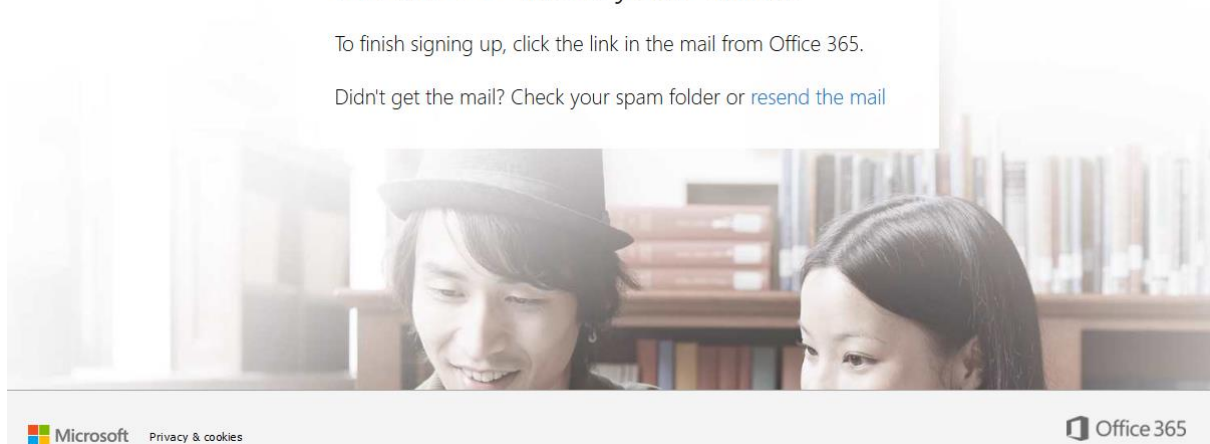 To finish signing up, click the link in the mail from Office 365.
Didn't get the mail? Check your spam folder or resend the mail
Microsoft Privacy & cookies
Office 365